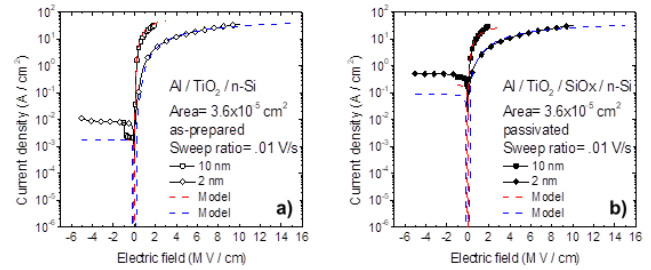 10²
10¹
10⁰
10⁻¹
10⁻²
10⁻³
10⁻⁴
10⁻⁵
10⁻⁶
Current density (A / cm²)
Al / TiO₂ / n-Si
Area= 3.6x10⁻⁵ cm²
as-prepared
Sweep ratio= .01 V/s
10 nm
2 nm
Model
Model
a)
-6 -4 -2 0 2 4 6 8 10 12 14 16
Electric field (M V / cm)
10²
10¹
10⁰
10⁻¹
10⁻²
10⁻³
10⁻⁴
10⁻⁵
10⁻⁶
Current density (A / cm²)
Al / TiO₂ / SiOx / n-Si
Area= 3.6x10⁻⁵ cm²
passivated
Sweep ratio= .01 V/s
10 nm
2 nm
Model
Model
b)
-6 -4 -2 0 2 4 6 8 10 12 14 16
Electric field (M V / cm)